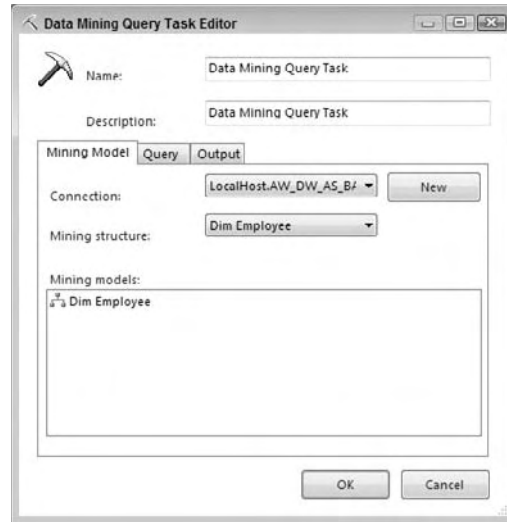 Data Mining Query Task Editor
Name: Data Mining Query Task
Description: Data Mining Query Task
Mining Model Query Output
Connection: LocalHost.AW_DW_AS_BA New
Mining structure: Dim Employee
Mining models:
Dim Employee
OK Cancel